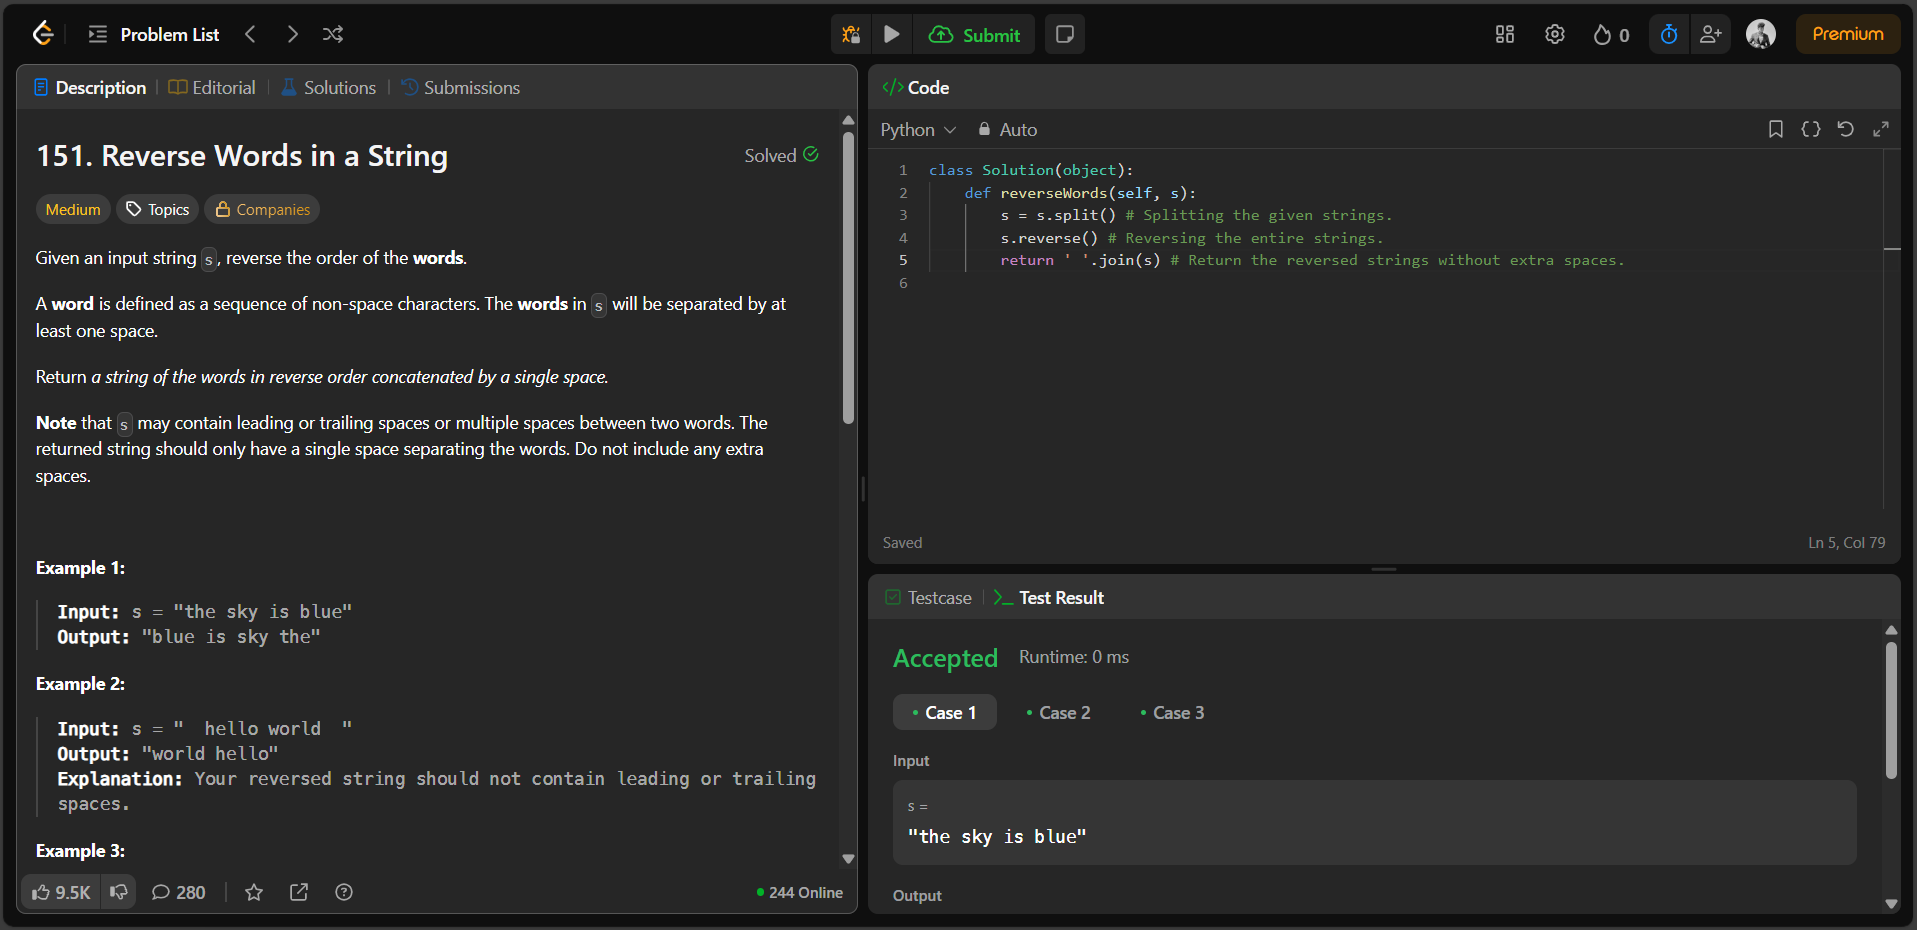 Problem List
Submit
0
Premium
Description
Editorial
Solutions
Submissions
151. Reverse Words in a String
Solved
Medium
Topics
Companies
Given an input string s, reverse the order of the words.
A word is defined as a sequence of non-space characters. The words in s will be separated by at
least one space.
Return a string of the words in reverse order concatenated by a single space.
Note that s may contain leading or trailing spaces or multiple spaces between two words. The
returned string should only have a single space separating the words. Do not include any extra
spaces.
Example 1:
Input: s = "the sky is blue"
Output: "blue is sky the"
Example 2:
Input: s = "  hello world  "
Output: "world hello"
Explanation: Your reversed string should not contain leading or trailing
spaces.
Example 3:
9.5K
280
244 Online
</> Code
Python
Auto
1 class Solution(object):
2     def reverseWords(self, s):
3         s = s.split() # Splitting the given strings.
4         s.reverse() # Reversing the entire strings.
5         return ' '.join(s) # Return the reversed strings without extra spaces.
6
Saved
Ln 5, Col 79
Testcase
Test Result
Accepted
Runtime: 0 ms
Case 1
Case 2
Case 3
Input
s =
"the sky is blue"
Output